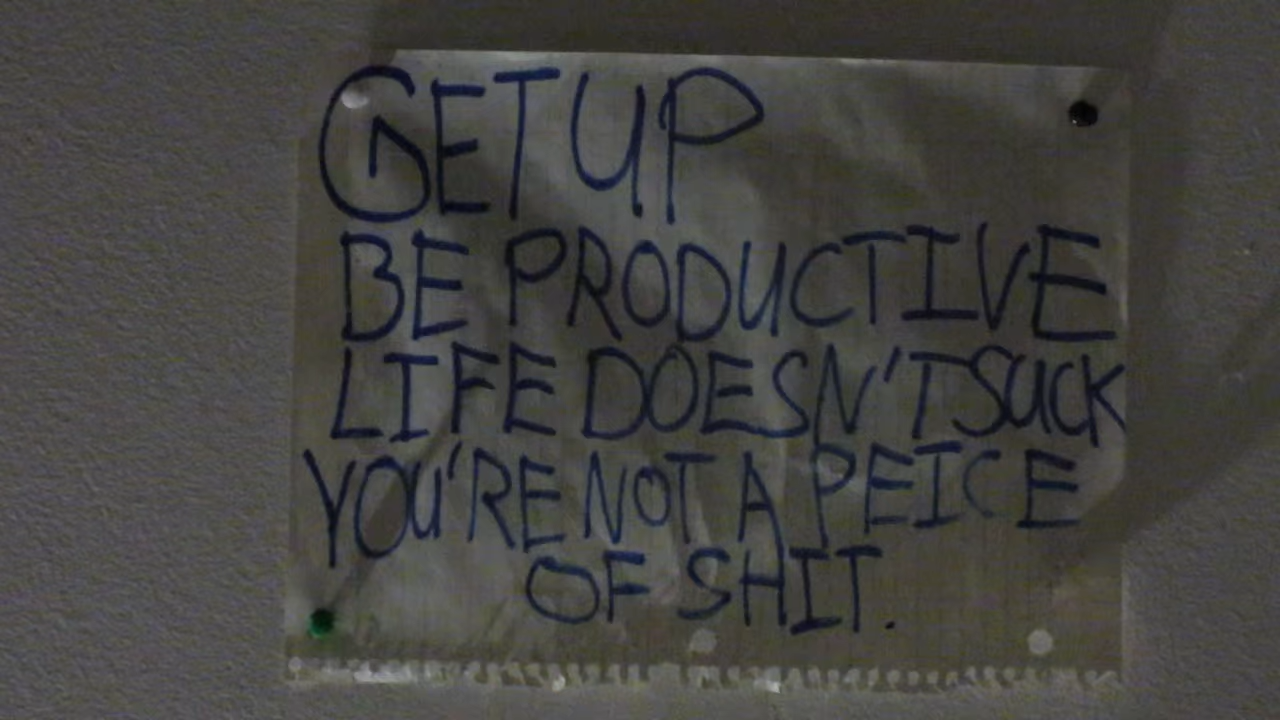 GET UP
BE PRODUCTIVE
LIFE DOESN'T SUCK
YOU'RE NOT A PEICE
OF SHIT.